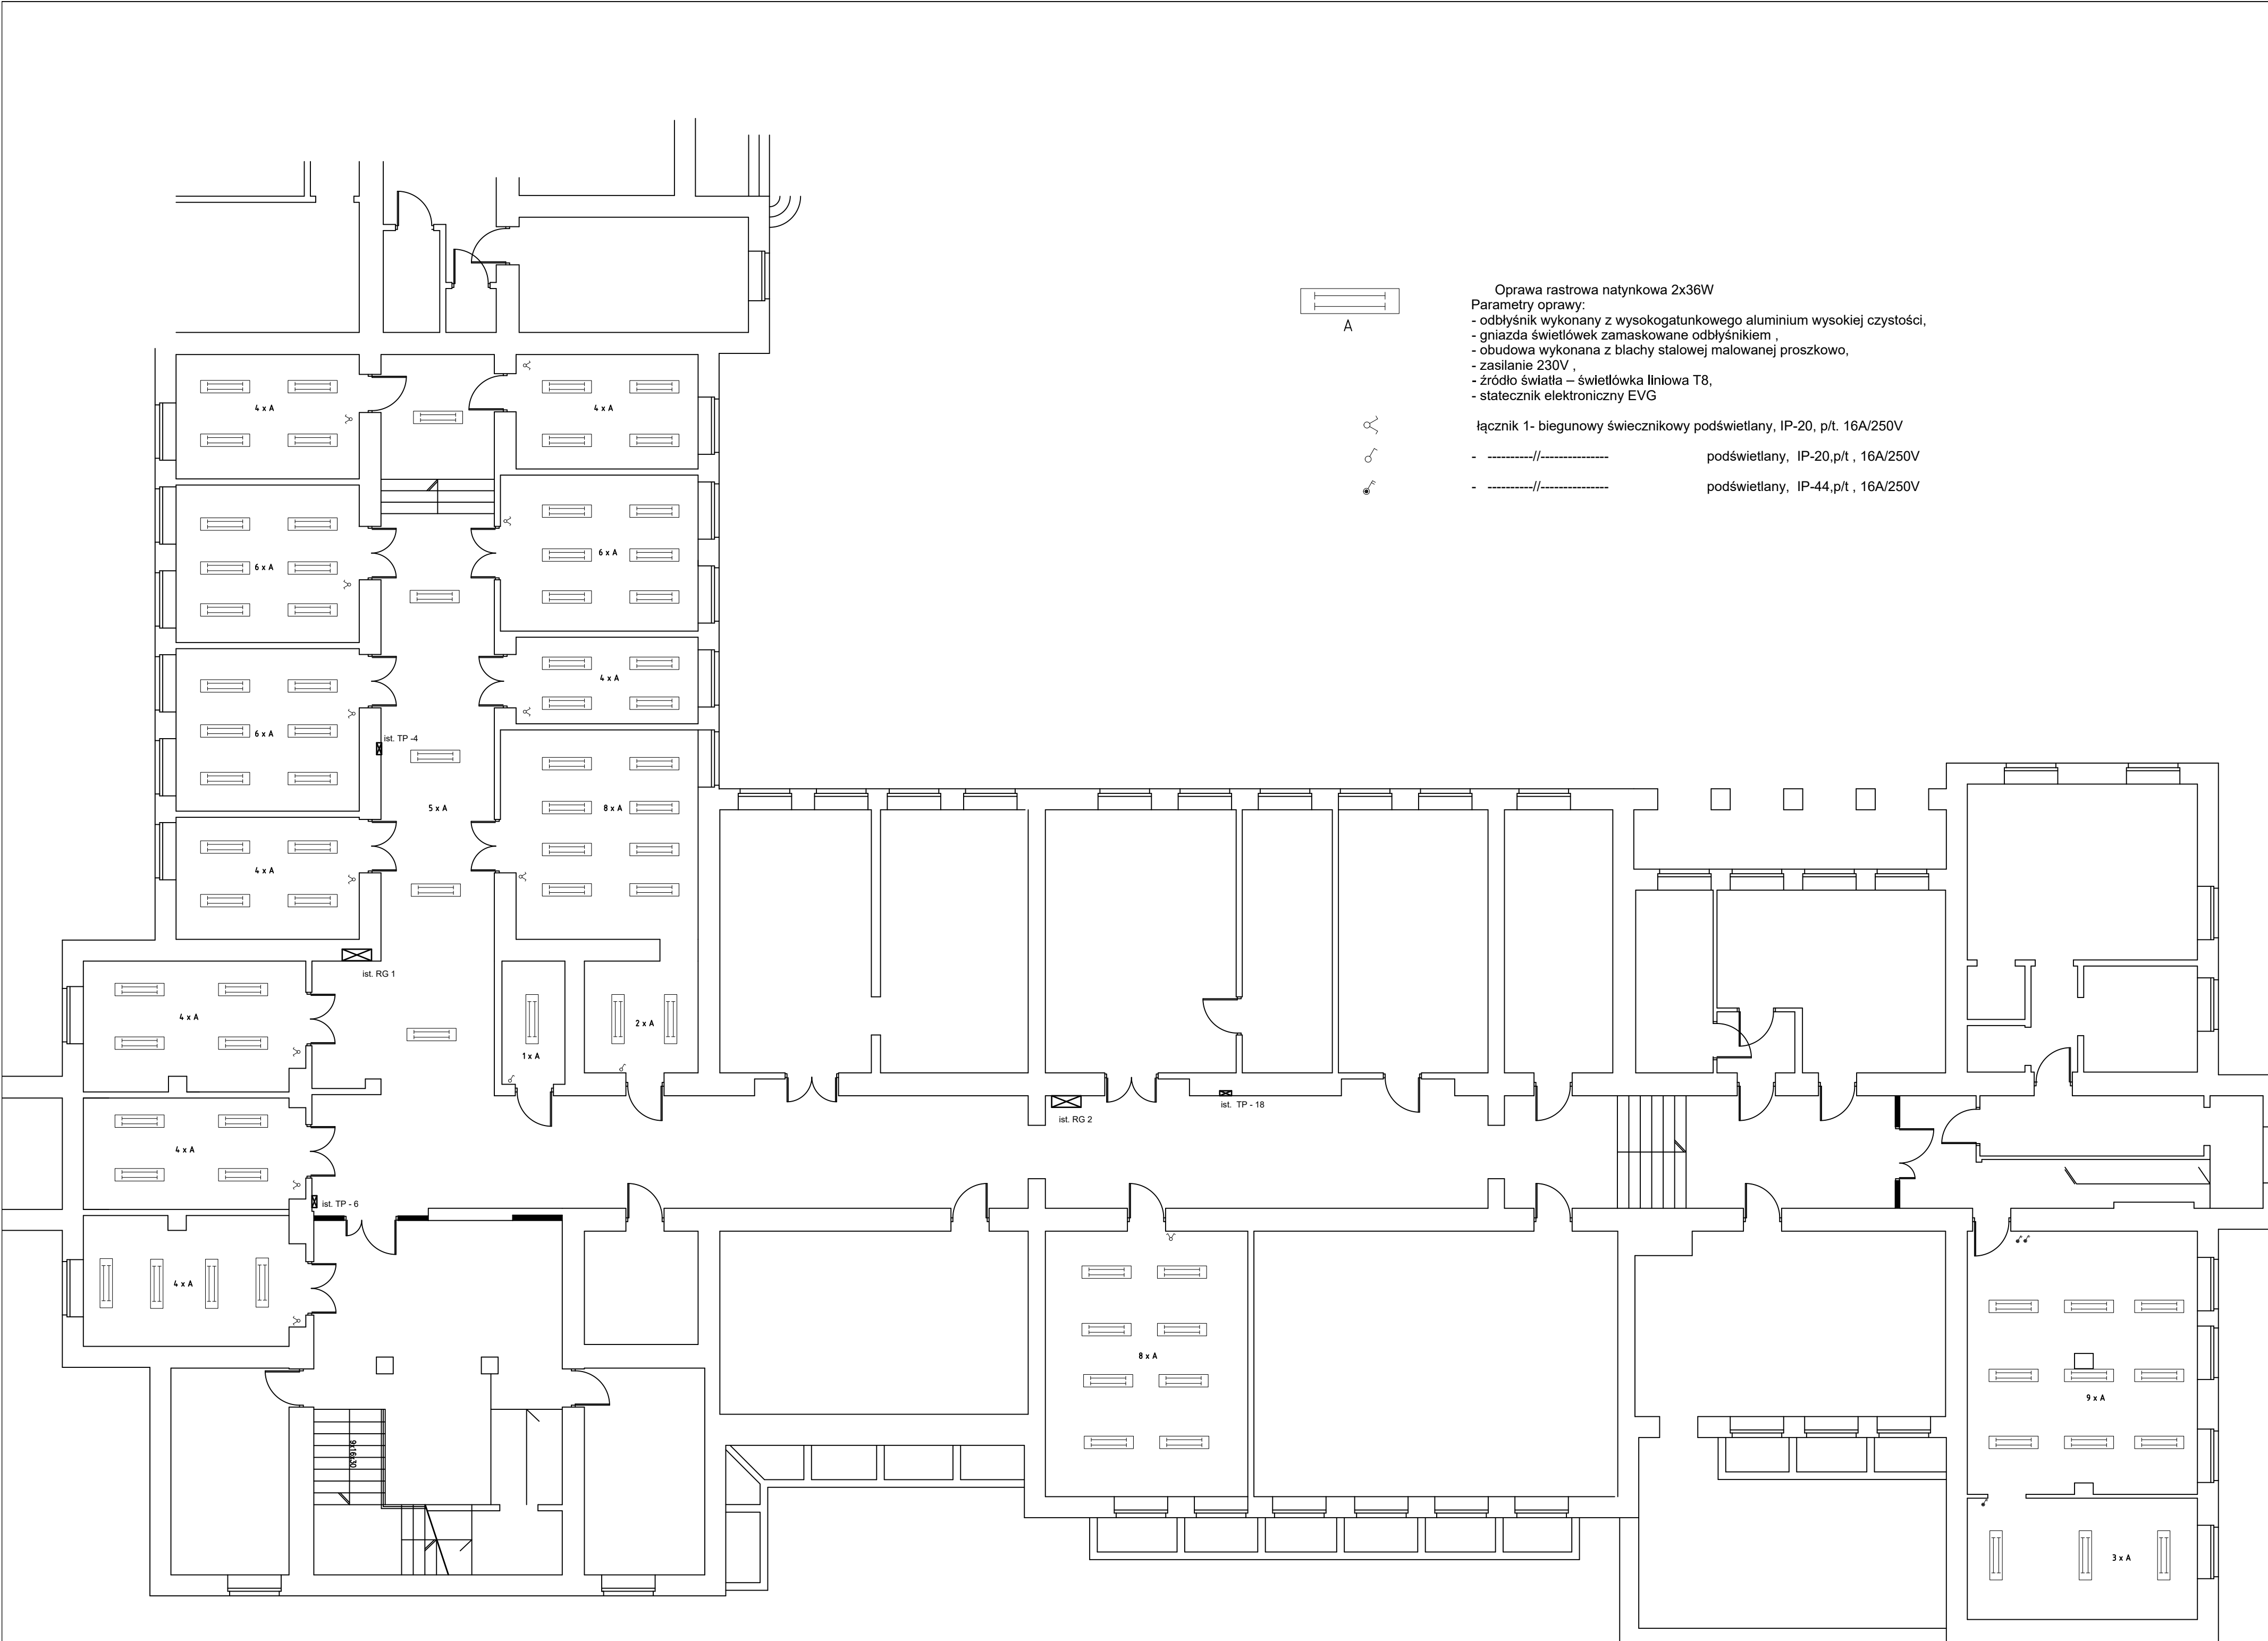 Oprawa rastrowa natynkowa 2x36W
A
Parametry oprawy:
- odbłyśnik wykonany z wysokogatunkowego aluminium wysokiej czystości,
- gniazda świetlówek zamaskowane odbłyśnikiem ,
- obudowa wykonana z blachy stalowej malowanej proszkowo,
- zasilanie 230V ,
- źródło światła – świetlówka liniowa T8,
- statecznik elektroniczny EVG
łącznik 1- biegunowy świecznikowy podświetlany, IP-20, p/t. 16A/250V
- ----------//--------------- podświetlany, IP-20,p/t , 16A/250V
- ----------//--------------- podświetlany, IP-44,p/t , 16A/250V
4 x A
4 x A
6 x A
6 x A
4 x A
6 x A
ist. TP -4
5 x A
8 x A
4 x A
ist. RG 1
4 x A
2 x A
1 x A
ist. RG 2
ist. TP - 18
4 x A
ist. TP - 6
4 x A
8 x A
9 x A
9x16x30
3 x A